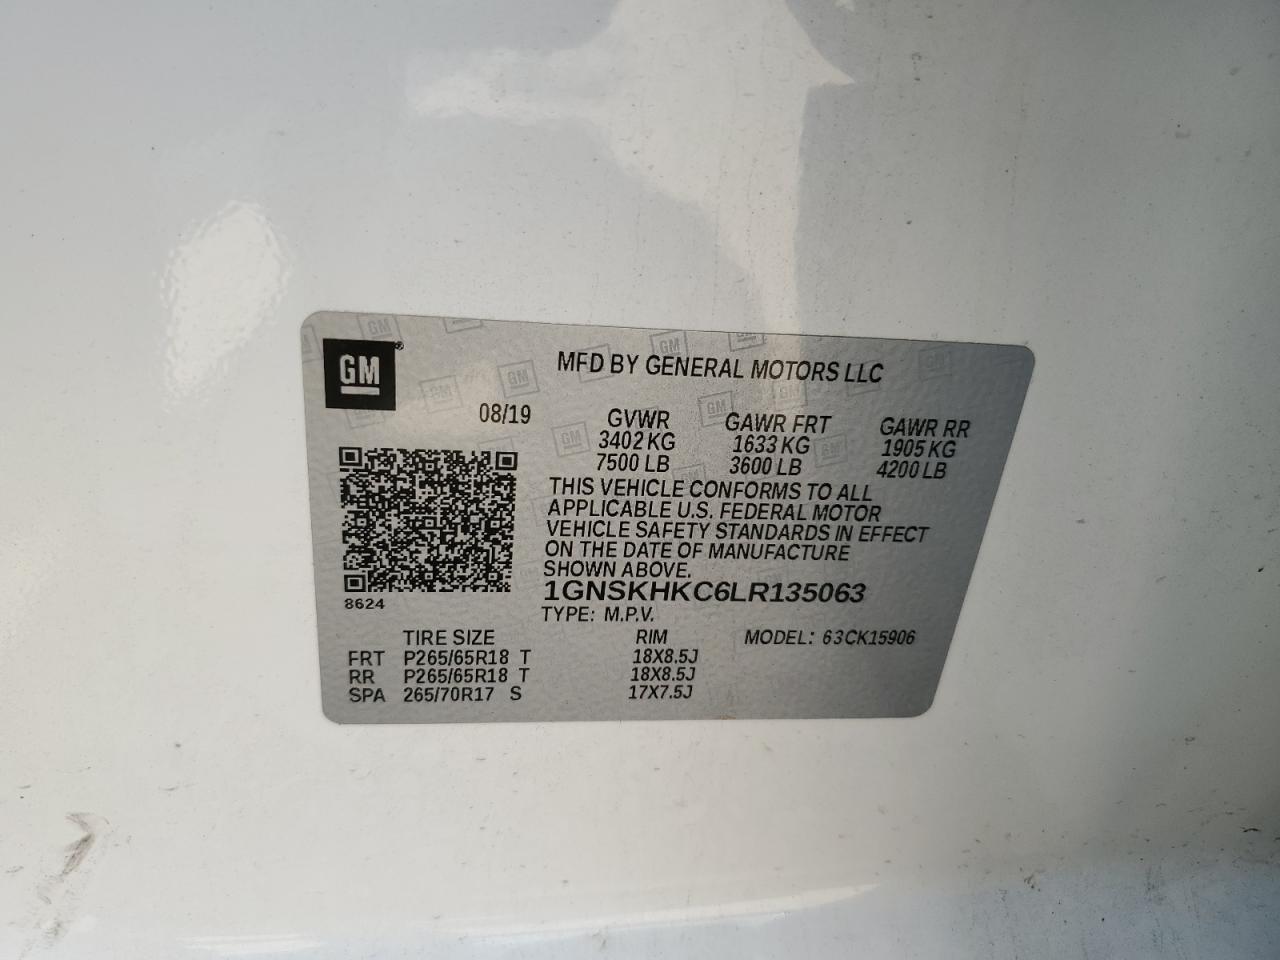 GM®
MFD BY GENERAL MOTORS LLC
08/19 GVWR GAWR FRT GAWR RR
3402 KG 1633 KG 1905 KG
7500 LB 3600 LB 4200 LB
THIS VEHICLE CONFORMS TO ALL
APPLICABLE U.S. FEDERAL MOTOR
VEHICLE SAFETY STANDARDS IN EFFECT
ON THE DATE OF MANUFACTURE
SHOWN ABOVE.
1GNSKHKC6LR135063
8624
TYPE: M.P.V.
TIRE SIZE RIM MODEL: 63CK15906
FRT P265/65R18 T 18X8.5J
RR P265/65R18 T 18X8.5J
SPA 265/70R17 S 17X7.5J